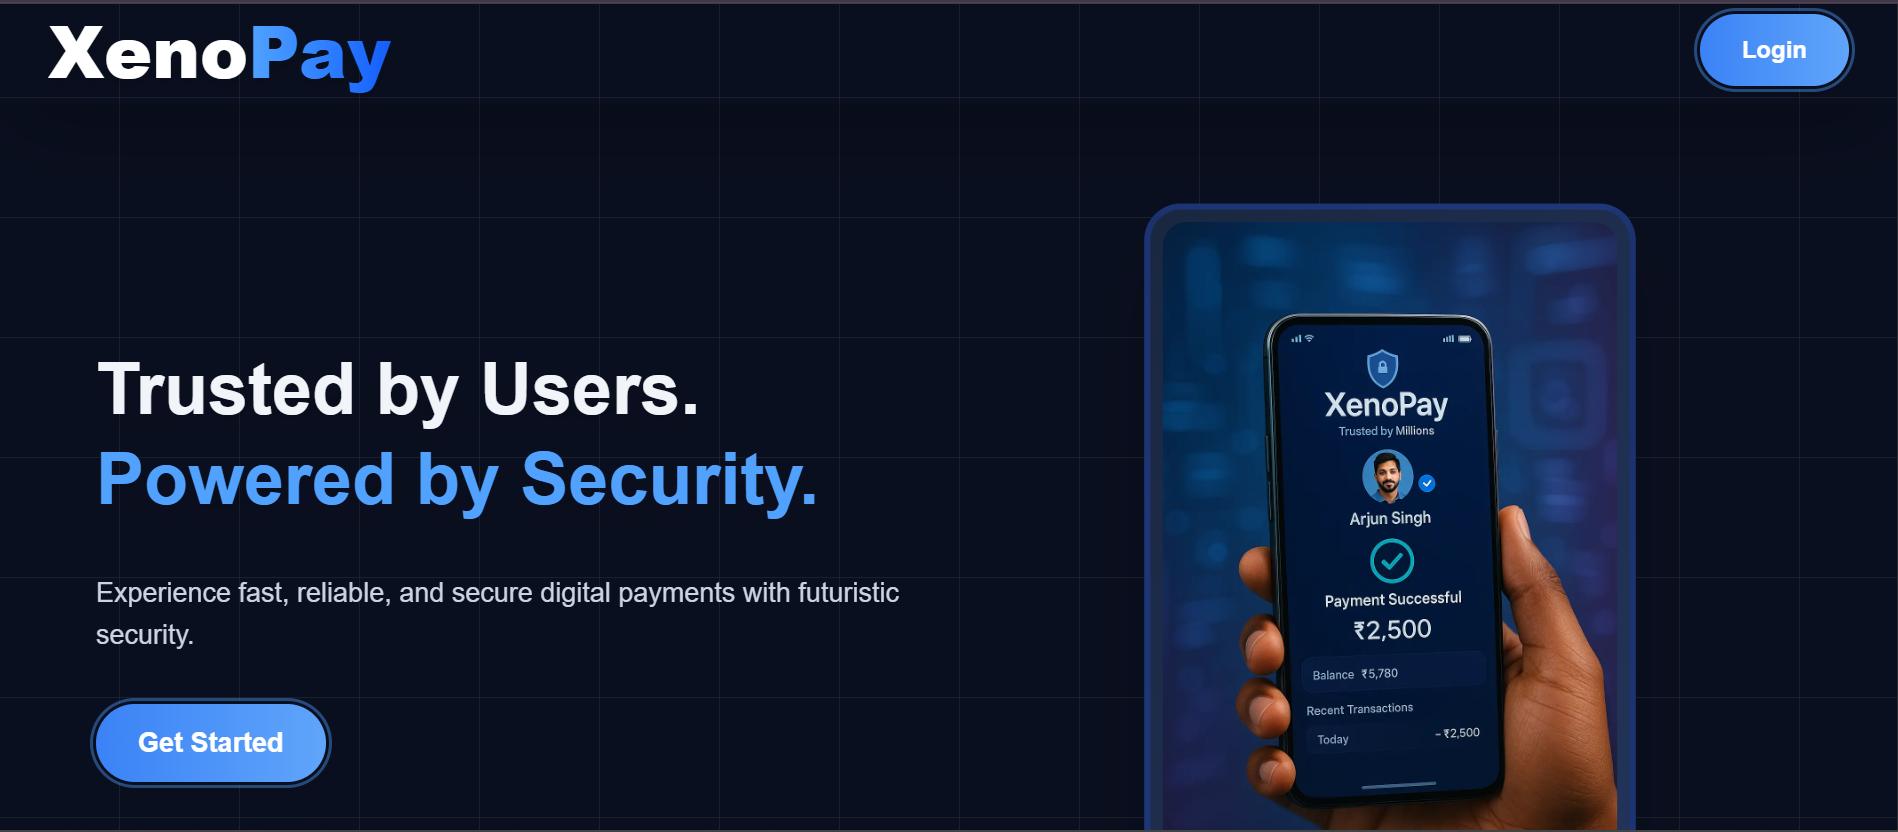 XenoPay
Login
Trusted by Users.
Powered by Security.
Experience fast, reliable, and secure digital payments with futuristic
security.
Get Started
XenoPay
Trusted by Millions
Arjun Singh
Payment Successful
₹2,500
Balance ₹5,780
Recent Transactions
Today -₹2,500